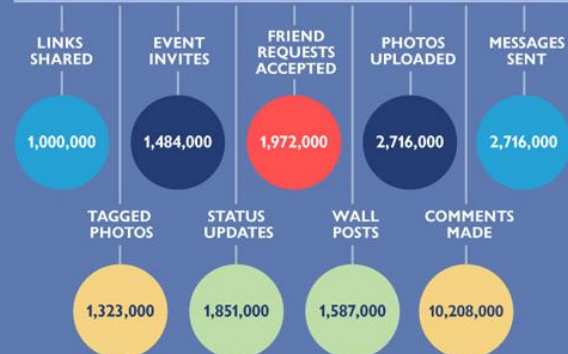 LINKS
SHARED
EVENT
INVITES
FRIEND
REQUESTS
ACCEPTED
PHOTOS
UPLOADED
MESSAGES
SENT
1,000,000
1,484,000
1,972,000
2,716,000
2,716,000
TAGGED
PHOTOS
STATUS
UPDATES
WALL
POSTS
COMMENTS
MADE
1,323,000
1,851,000
1,587,000
10,208,000